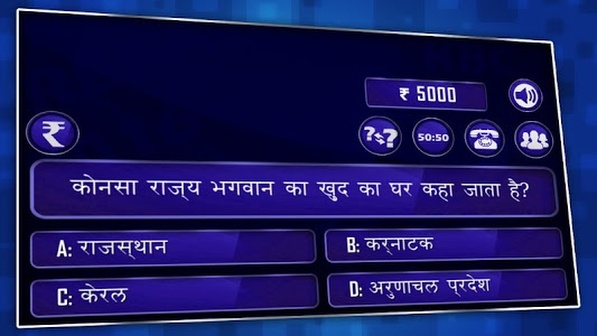 ₹ 5000
₹
?⇆?
50:50
कोनसा राज्य भगवान का खुद का घर कहा जाता है?
A: राजस्थान
B: कर्नाटक
C: केरल
D: अरुणाचल प्रदेश